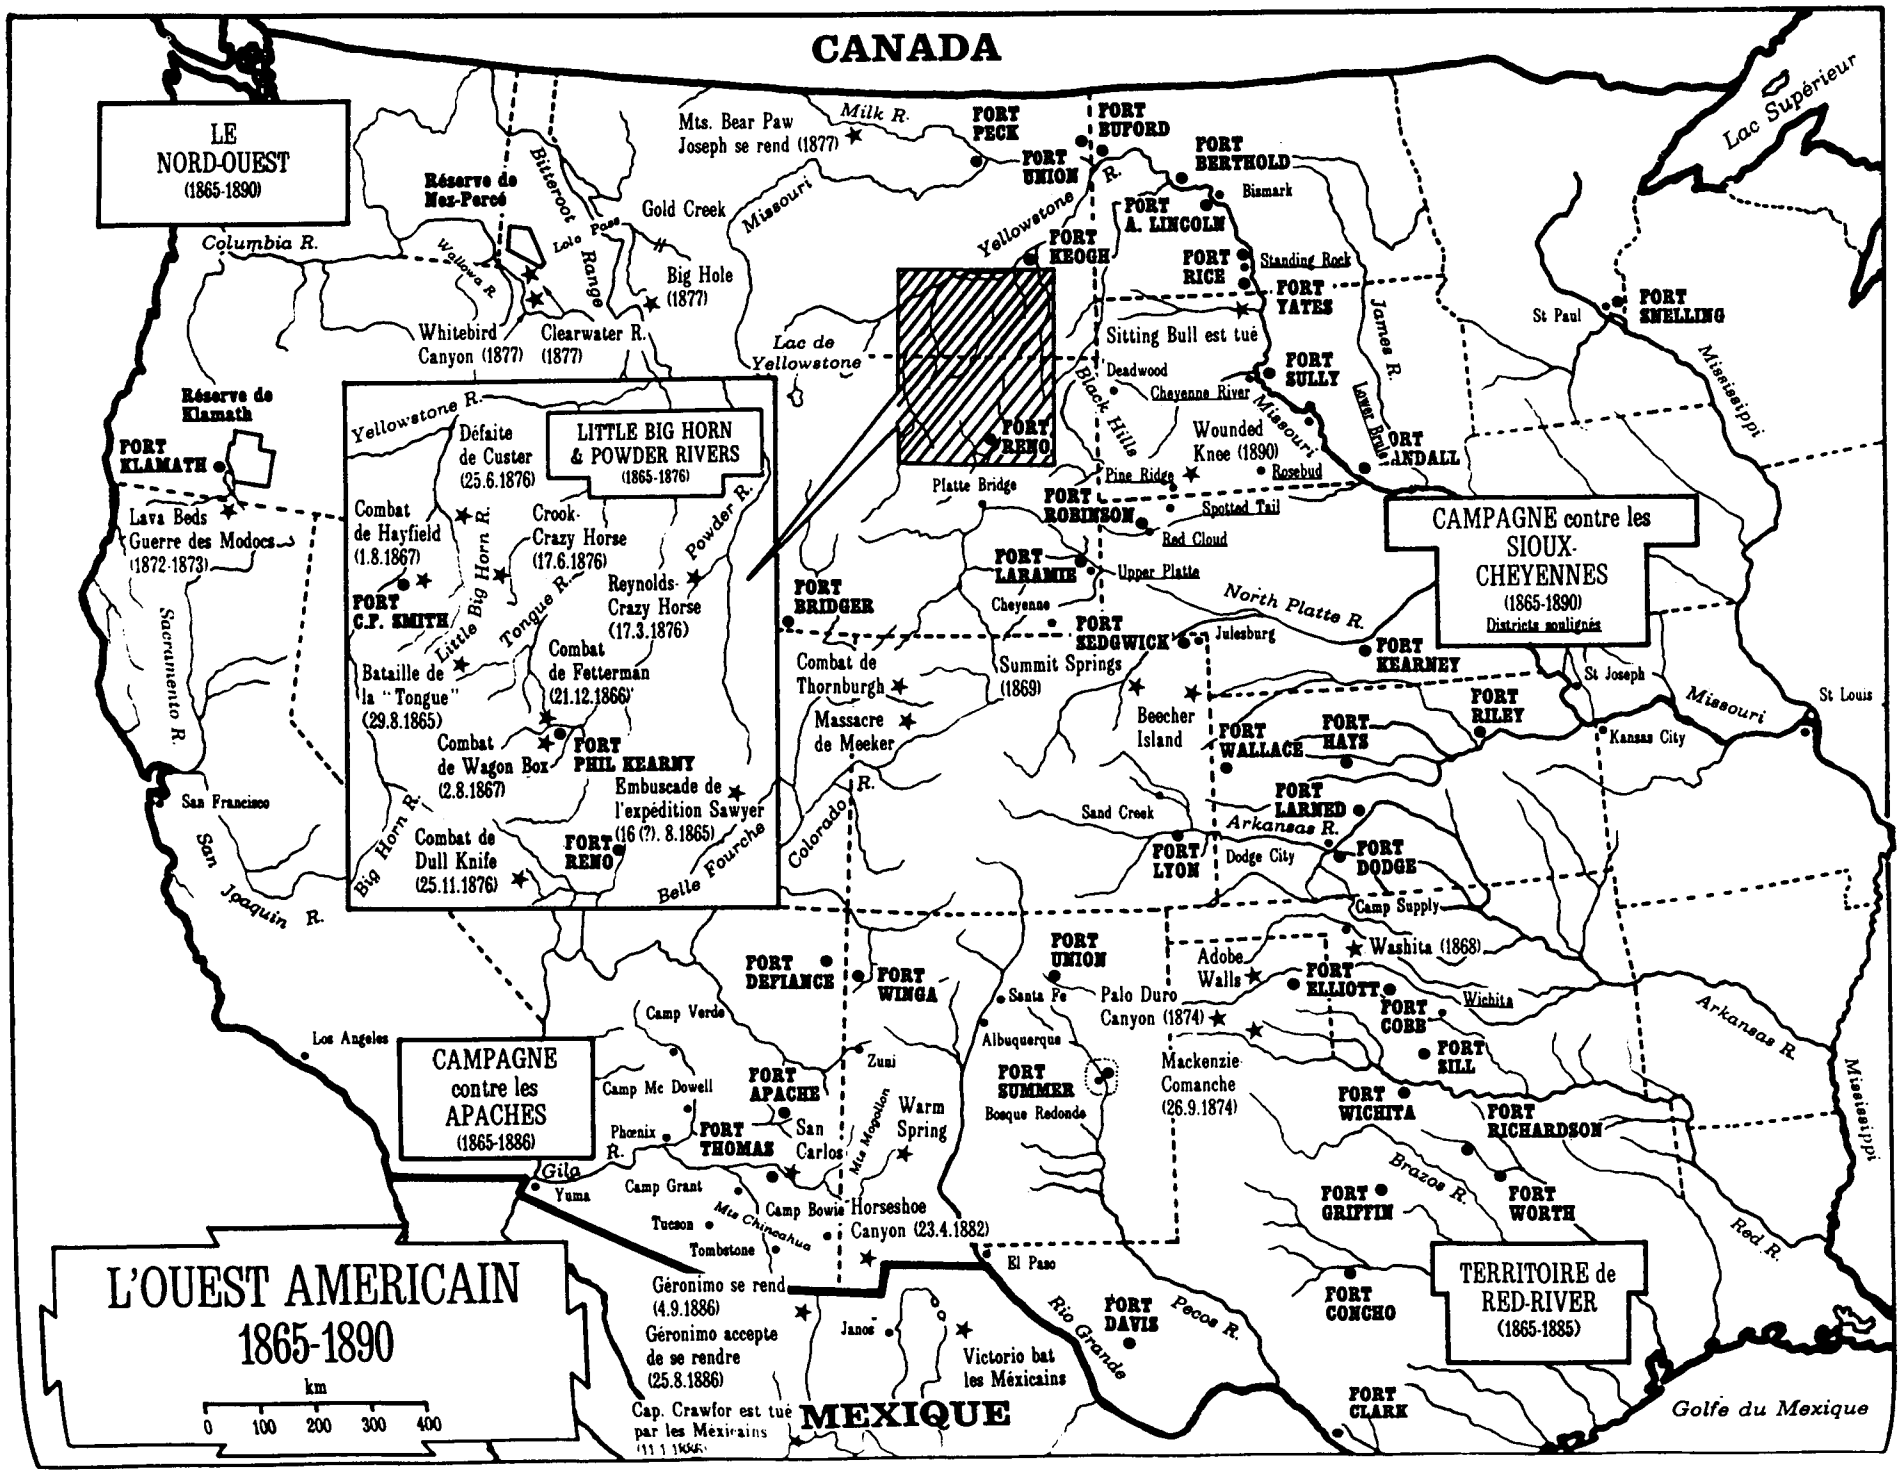 CANADA
LE
NORD-OUEST
(1865-1890)
Mts. Bear Paw
Joseph se rend (1877)
Milk R.
FORT
PECK
FORT
BUFORD
FORT
UNION
FORT
BERTHOLD
Bismark
FORT
A. LINCOLN
Lac Supérieur
Réserve de
Nez-Percé
Bitteroot
Range
Lolo Pass
Gold Creek
Missouri
Yellowstone
R.
FORT
KEOGH
FORT
RICE
Standing Rock
FORT
YATES
Columbia R.
Wallowa R.
Big Hole
(1877)
Whitebird
Canyon (1877)
Clearwater R.
(1877)
Lac de
Yellowstone
Sitting Bull est tué
James R.
St Paul
FORT
SNELLING
Mississippi
Deadwood
Cheyenne River
FORT
SULLY
Black Hills
Missouri
Lower Brule
Réserve de
Klamath
FORT
KLAMATH
Lava Beds
Guerre des Modocs
(1872-1873)
FORT
RENO
Wounded
Knee (1890)
Rosebud
ORT
ANDALL
Pine Ridge
Platte Bridge
FORT
ROBINSON
Spotted Tail
Red Cloud
FORT
LARAMIE
Upper Platte
Cheyenne
CAMPAGNE contre les
SIOUX-
CHEYENNES
(1865-1890)
Districts soulignés
Yellowstone R.
LITTLE BIG HORN
& POWDER RIVERS
(1865-1876)
Défaite
de Custer
(25.6.1876)
Combat
de Hayfield
(1.8.1867)
Crook-
Crazy Horse
(17.6.1876)
Powder R.
Little Big Horn R.
FORT
C.F. SMITH
Tongue R.
Reynolds-
Crazy Horse
(17.3.1876)
Bataille de
la "Tongue"
(29.8.1865)
Combat
de Fetterman
(21.12.1866)
Combat
de Wagon Box
(2.8.1867)
FORT
PHIL KEARNY
Embuscade de
l'expédition Sawyer
(16 (?). 8.1865)
Big Horn R.
Combat de
Dull Knife
(25.11.1876)
FORT
RENO
Belle Fourche
FORT
BRIDGER
North Platte R.
FORT
SEDGWICK
Julesburg
FORT
KEARNEY
Combat de
Thornburgh
Summit Springs
(1869)
St Joseph
Missouri
St Louis
Massacre
de Meeker
Beecher
Island
FORT
WALLACE
FORT
HAYS
FORT
RILEY
Kansas City
Sacramento R.
San Francisco
San
Joaquin R.
Colorado
R.
Sand Creek
FORT
LYON
FORT
LARNED
Arkansas R.
Dodge City
FORT
DODGE
Camp Supply
FORT
DEFIANCE
FORT
WINGA
FORT
UNION
Adobe
Walls
Washita (1868)
FORT
ELLIOTT
FORT
COBB
Wichita
Santa Fe
Palo Duro
Canyon (1874)
Arkansas R.
Mississippi
Los Angeles
Camp Verde
Albuquerque
CAMPAGNE
contre les
APACHES
(1865-1886)
Zuni
FORT
SUMMER
Bosque Redondo
Mackenzie-
Comanche
(26.9.1874)
FORT
SILL
Camp Mc Dowell
FORT
APACHE
Warm
Spring
Mts Mogollon
FORT
WICHITA
FORT
RICHARDSON
Phœnix
FORT
THOMAS
San
Carlos
Gila
R.
Yuma
Camp Grant
Brazos R.
Camp Bowie
Horseshoe
Canyon (23.4.1882)
FORT
GRIFFIN
FORT
WORTH
Tucson
Mts Chiricahua
Tombstone
El Paso
Red R.
L'OUEST AMERICAIN
1865-1890
km
0 100 200 300 400
Géronimo se rend
(4.9.1886)
Géronimo accepte
de se rendre
(25.8.1886)
Janos
Victorio bat
les Méxicains
Rio Grande
FORT
DAVIS
Pecos R.
FORT
CONCHO
TERRITOIRE de
RED-RIVER
(1865-1885)
Cap. Crawfor est tué
par les Méxicains
MEXIQUE
FORT
CLARK
Golfe du Mexique